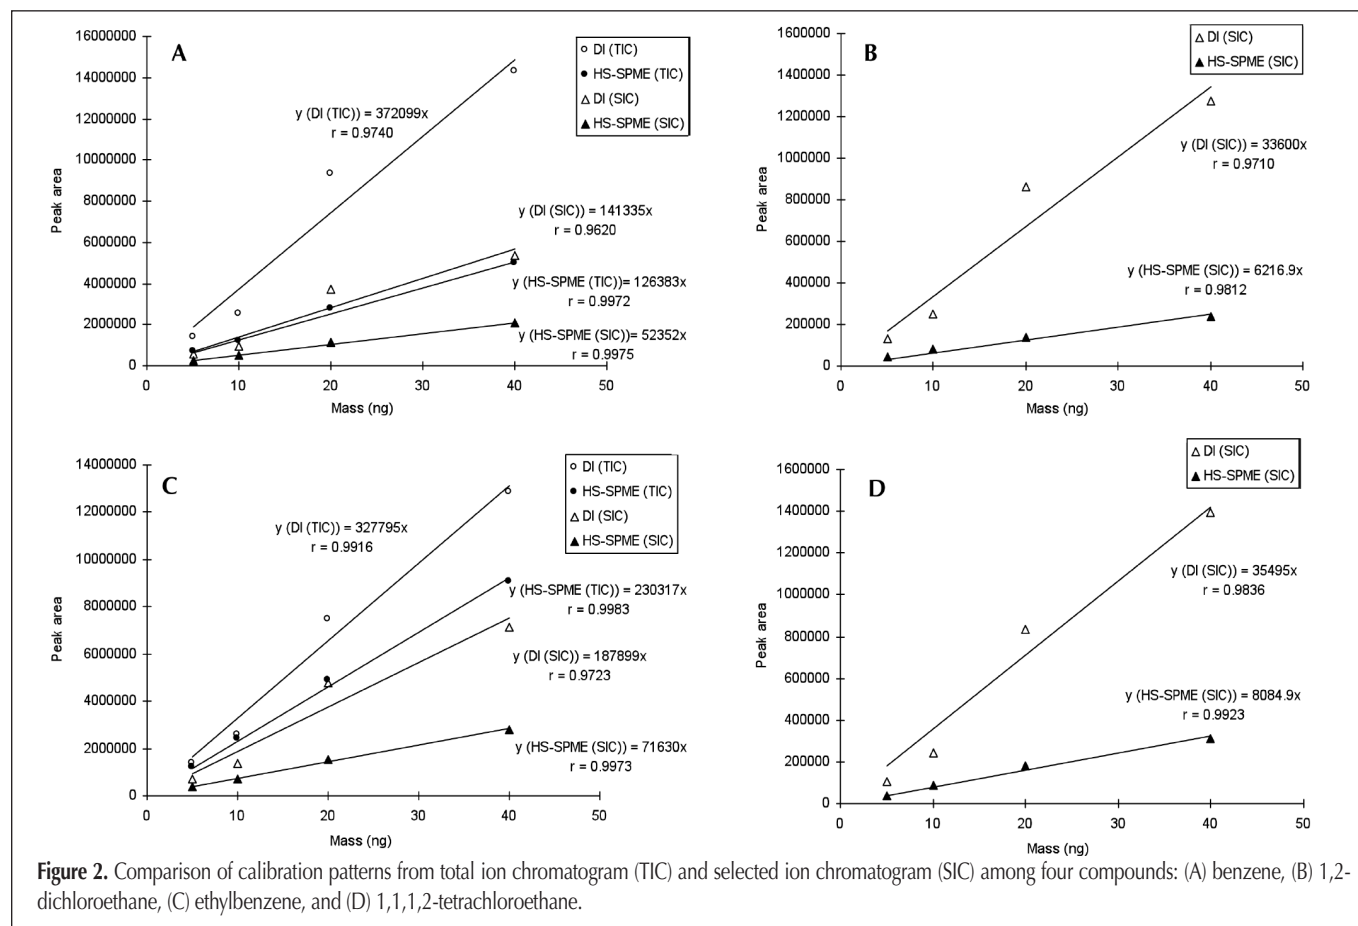 A
16000000
14000000
12000000
10000000
8000000
6000000
4000000
2000000
0
0 10 20 30 40 50
Peak area
Mass (ng)
DI (TIC)
HS-SPME (TIC)
DI (SIC)
HS-SPME (SIC)
y (DI (TIC)) = 372099x
r = 0.9740
y (DI (SIC)) = 141335x
r = 0.9620
y (HS-SPME (TIC))= 126383x
r = 0.9972
y (HS-SPME (SIC))= 52352x
r = 0.9975
B
1600000
1400000
1200000
1000000
800000
600000
400000
200000
0
0 10 20 30 40 50
Peak area
Mass (ng)
DI (SIC)
HS-SPME (SIC)
y (DI (SIC)) = 33600x
r = 0.9710
y (HS-SPME (SIC)) = 6216.9x
r = 0.9812
C
14000000
12000000
10000000
8000000
6000000
4000000
2000000
0
0 10 20 30 40 50
Peak area
Mass (ng)
DI (TIC)
HS-SPME (TIC)
DI (SIC)
HS-SPME (SIC)
y (DI (TIC)) = 327795x
r = 0.9916
y (HS-SPME (TIC)) = 230317x
r = 0.9983
y (DI (SIC)) = 187899x
r = 0.9723
y (HS-SPME (SIC)) = 71630x
r = 0.9973
D
1600000
1400000
1200000
1000000
800000
600000
400000
200000
0
0 10 20 30 40 50
Peak area
Mass (ng)
DI (SIC)
HS-SPME (SIC)
y (DI (SIC)) = 35495x
r = 0.9836
y (HS-SPME (SIC)) = 8084.9x
r = 0.9923
Figure 2. Comparison of calibration patterns from total ion chromatogram (TIC) and selected ion chromatogram (SIC) among four compounds: (A) benzene, (B) 1,2-
dichloroethane, (C) ethylbenzene, and (D) 1,1,1,2-tetrachloroethane.